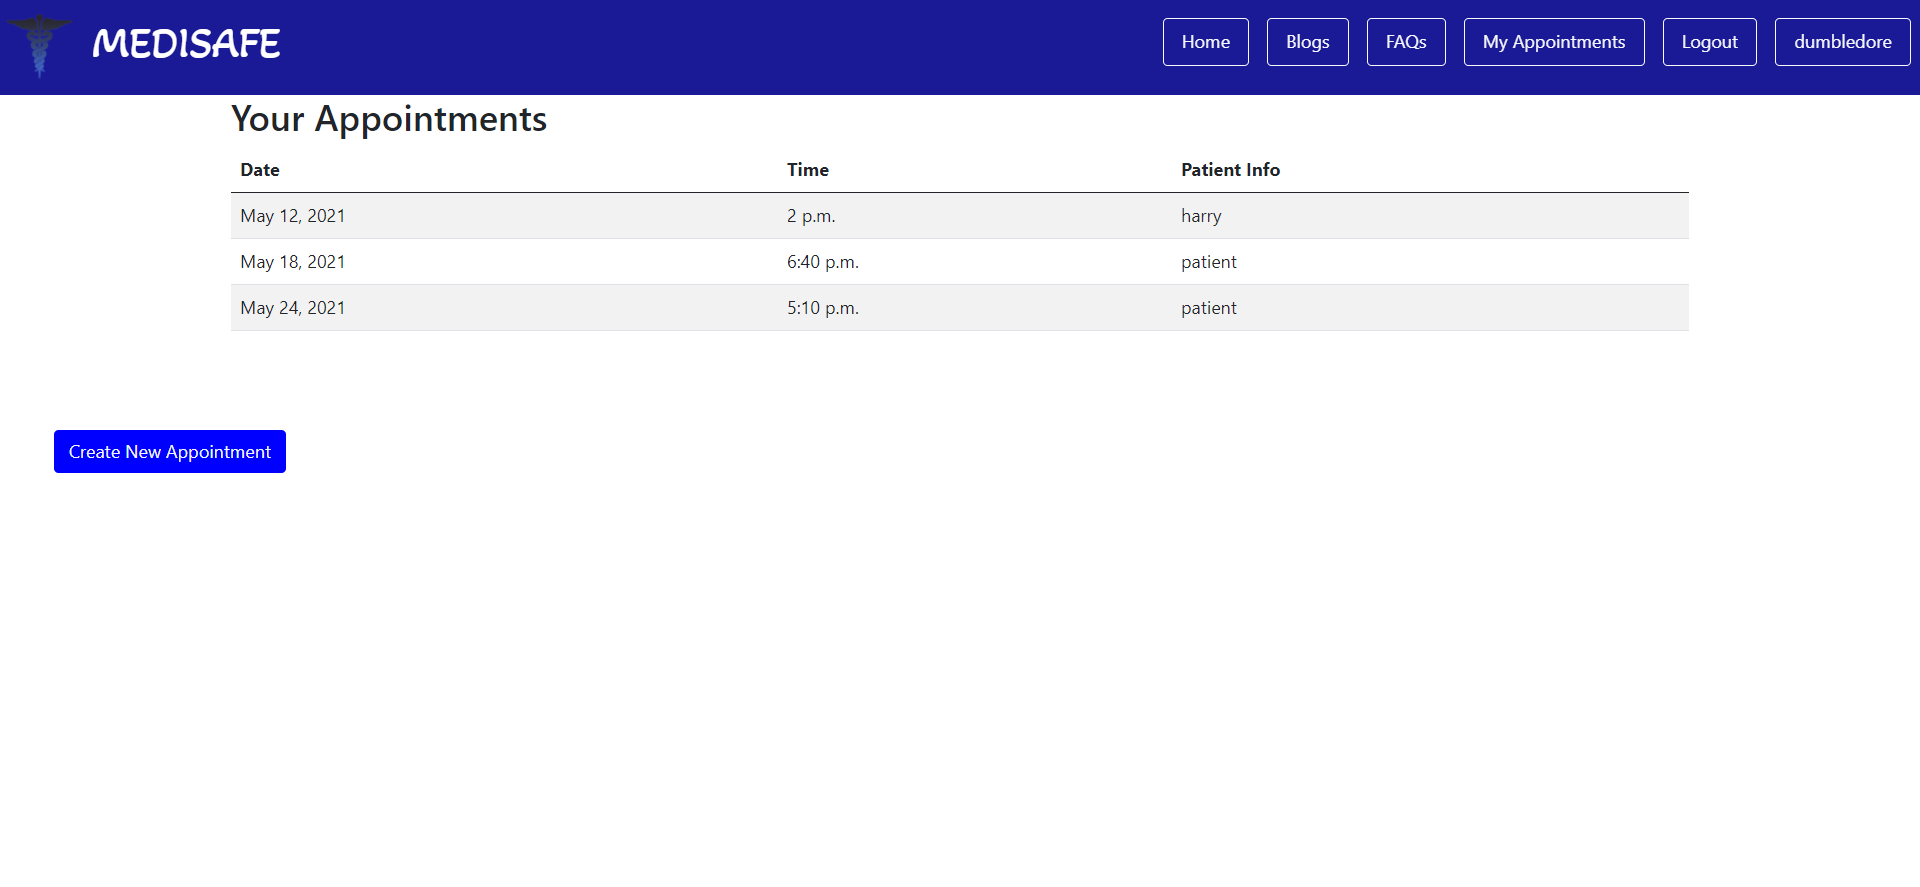 MEDISAFE
Home Blogs FAQs My Appointments Logout dumbledore
Your Appointments
Date Time Patient Info
May 12, 2021 2 p.m. harry
May 18, 2021 6:40 p.m. patient
May 24, 2021 5:10 p.m. patient
Create New Appointment